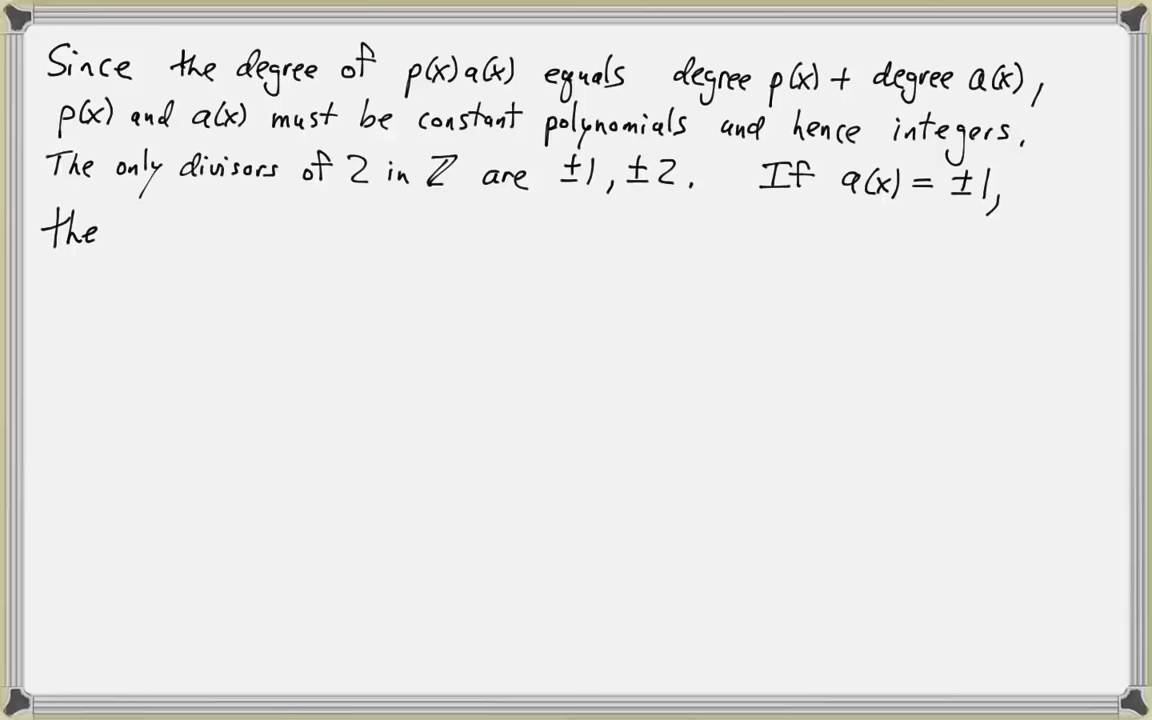 Since the degree of p(x)a(x) equals degree p(x) + degree a(x),
p(x) and a(x) must be constant polynomials and hence integers.
The only divisors of 2 in ℤ are ±1, ±2. If a(x) = ±1,
the